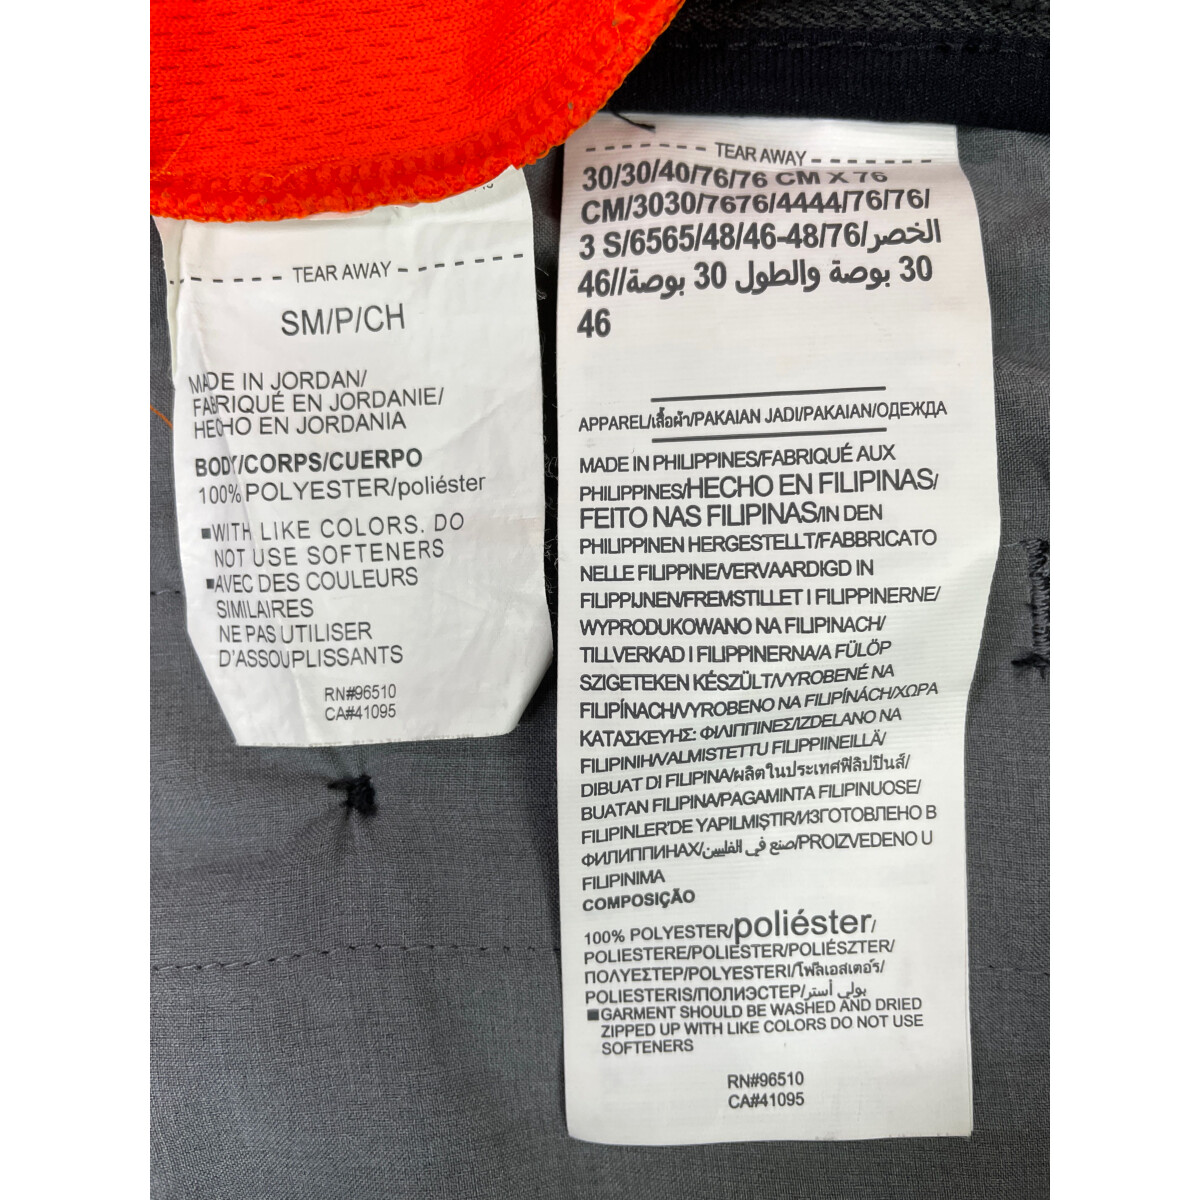 TEAR AWAY
SM/P/CH
MADE IN JORDAN/
FABRIQUÉ EN JORDANIE/
HECHO EN JORDANIA
BODY/CORPS/CUERPO
100% POLYESTER/poliéster
■WITH LIKE COLORS. DO
NOT USE SOFTENERS
■AVEC DES COULEURS
SIMILAIRES
NE PAS UTILISER
D'ASSOUPLISSANTS
RN#96510
CA#41095
TEAR AWAY
30/30/40/76/76 CM X 76
CM/3030/7676/4444/76/76/
3 S/6565/48/46-48/76/الخصر
30 بوصة والطول 30 بوصة//46
46
APPAREL/เสื้อผ้า/PAKAIAN JADI/PAKAIAN/ОДЕЖДА
MADE IN PHILIPPINES/FABRIQUÉ AUX
PHILIPPINES/HECHO EN FILIPINAS/
FEITO NAS FILIPINAS/IN DEN
PHILIPPINEN HERGESTELLT/FABBRICATO
NELLE FILIPPINE/VERVAARDIGD IN
FILIPPIJNEN/FREMSTILLET I FILIPPINERNE/
WYPRODUKOWANO NA FILIPINACH/
TILLVERKAD I FILIPPINERNA/A FÜLÖP
SZIGETEKEN KÉSZÜLT/VYROBENÉ NA
FILIPÍNACH/VYROBENO NA FILIPÍNÁCH/ΧΩΡΑ
ΚΑΤΑΣΚΕΥΗΣ: ΦΙΛΙΠΠΙΝΕΣ/IZDELANO NA
FILIPINIH/VALMISTETTU FILIPPIINEILLÄ/
DIBUAT DI FILIPINA/ผลิตในประเทศฟิลิปปินส์/
BUATAN FILIPINA/PAGAMINTA FILIPINUOSE/
FILIPINLER'DE YAPILMIŞTIR/ИЗГОТОВЛЕНО В
ФИЛИППИНАХ/صنع في الفلبين/PROIZVEDENO U
FILIPINIMA
COMPOSIÇÃO
100% POLYESTER/poliéster/
POLIESTERE/POLIESTER/POLIÉSZTER/
ΠΟΛΥΕΣΤΕΡ/POLYESTERI/โพลีเอสเตอร์/
POLIESTERIS/ПОЛИЭСТЕР/بولي أستر
■GARMENT SHOULD BE WASHED AND DRIED
ZIPPED UP WITH LIKE COLORS DO NOT USE
SOFTENERS
RN#96510
CA#41095